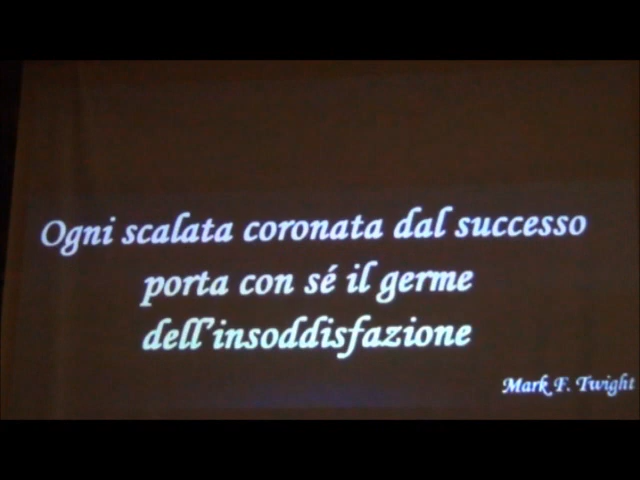 Ogni scalata coronata dal successo
porta con sé il germe
dell'insoddisfazione
Mark F. Twight